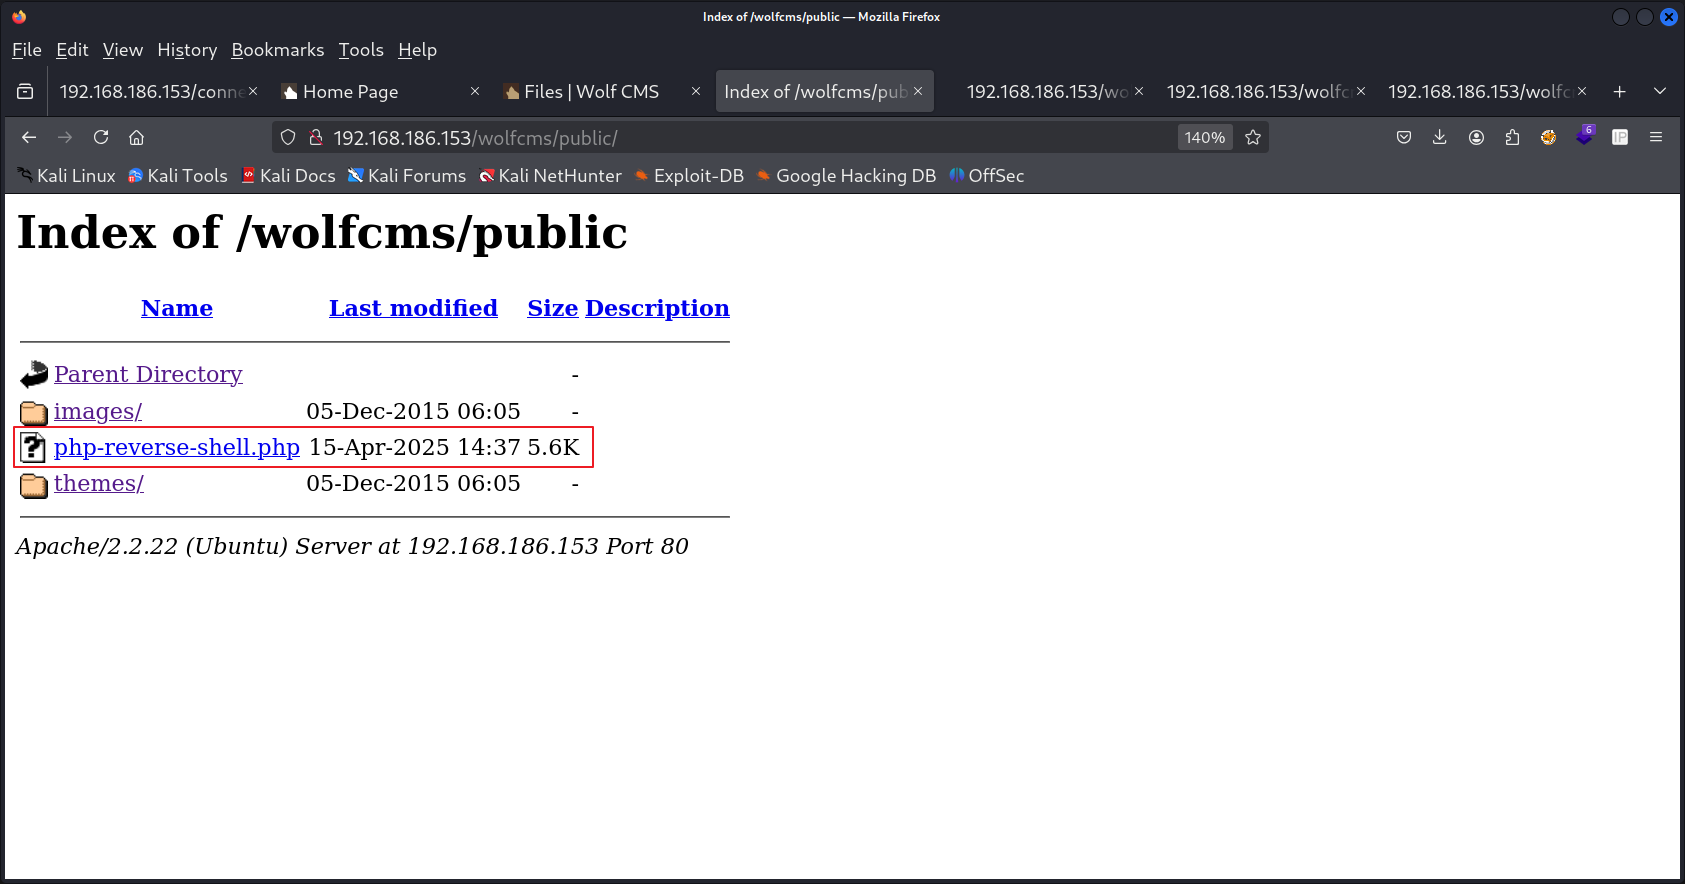 Index of /wolfcms/public — Mozilla Firefox
File Edit View History Bookmarks Tools Help
192.168.186.153/conne Home Page Files | Wolf CMS Index of /wolfcms/pub 192.168.186.153/wo 192.168.186.153/wolfc 192.168.186.153/wolfc
192.168.186.153/wolfcms/public/ 140% 6 IP
Kali Linux Kali Tools Kali Docs Kali Forums Kali NetHunter Exploit-DB Google Hacking DB OffSec
Index of /wolfcms/public
Name Last modified Size Description
Parent Directory -
images/ 05-Dec-2015 06:05 -
php-reverse-shell.php 15-Apr-2025 14:37 5.6K
themes/ 05-Dec-2015 06:05 -
Apache/2.2.22 (Ubuntu) Server at 192.168.186.153 Port 80